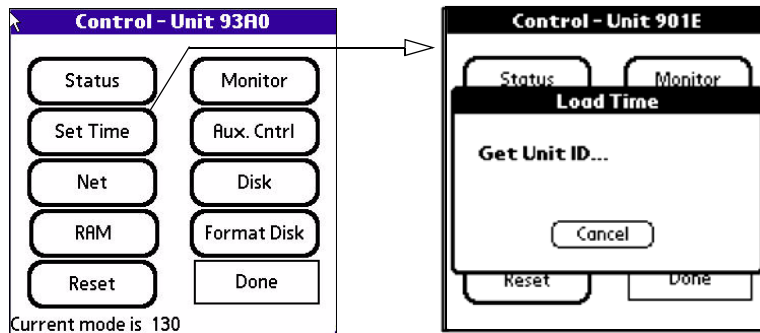 Control - Unit 93A0
Status
Monitor
Set Time
Aux. Cntrl
Net
Disk
RAM
Format Disk
Reset
Done
Current mode is 130
Control - Unit 901E
Status
Monitor
Load Time
Get Unit ID...
Cancel
Reset
Done